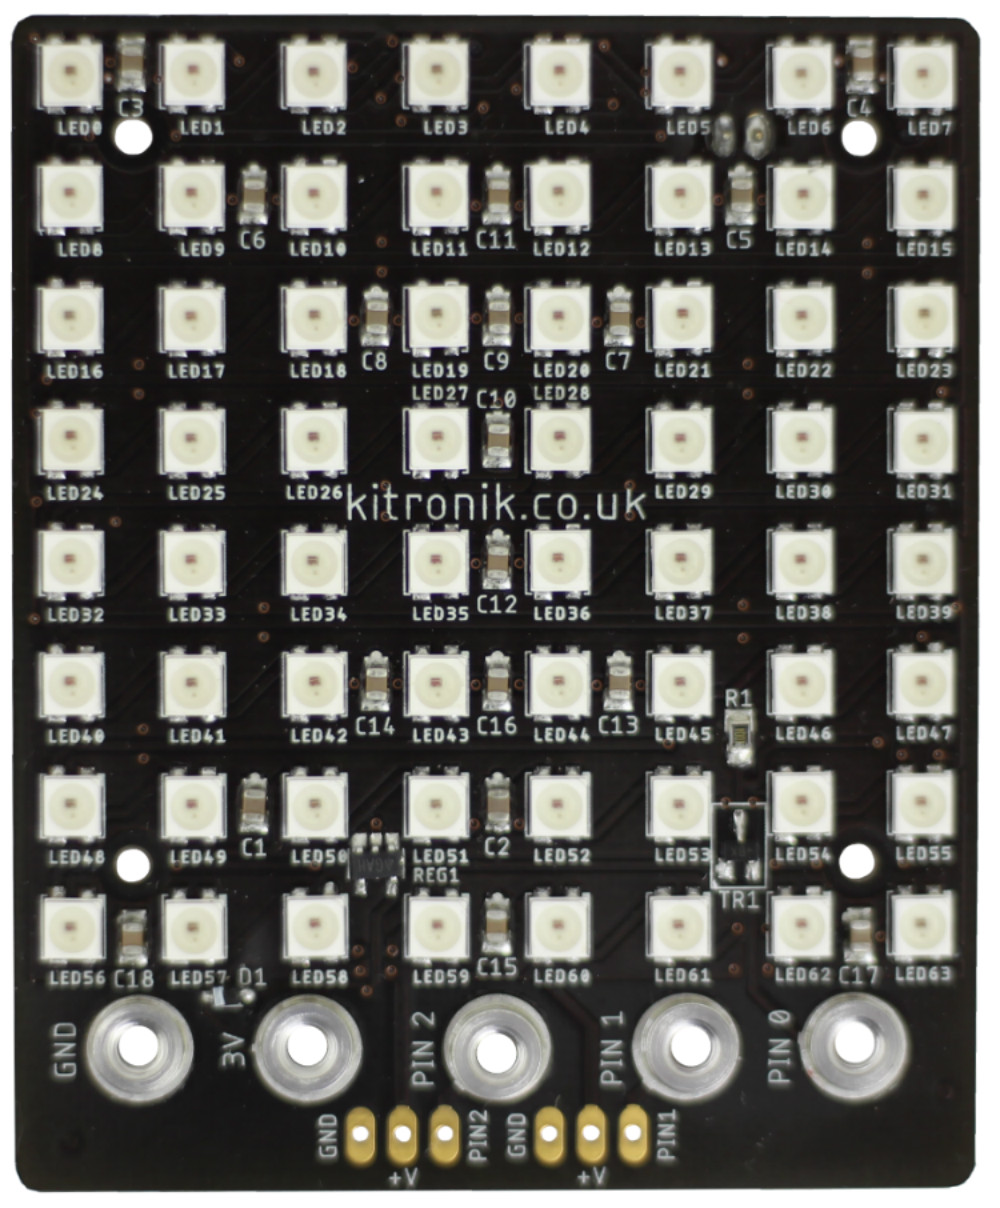 C3 C4
LED0 LED1 LED2 LED3 LED4 LED5 LED6 LED7
C6 C11 C5
LED8 LED9 LED10 LED11 LED12 LED13 LED14 LED15
C8 C9 C7
LED16 LED17 LED18 LED19 LED20 LED21 LED22 LED23
LED27 C10 LED28
LED24 LED25 LED26 LED29 LED30 LED31
kitronik.co.uk
C12
LED32 LED33 LED34 LED35 LED36 LED37 LED38 LED39
R1
C14 C16 C13
LED40 LED41 LED42 LED43 LED44 LED45 LED46 LED47
C1 C2
LED48 LED49 LED50 LED51 LED52 LED53 LED54 LED55
REG1
TR1
C15
LED56 C18 LED57 D1 LED58 LED59 LED60 LED61 LED62 C17 LED63
GND 3V PIN 2 PIN 1 PIN 0
GND PIN2 GND PIN1
+V +V